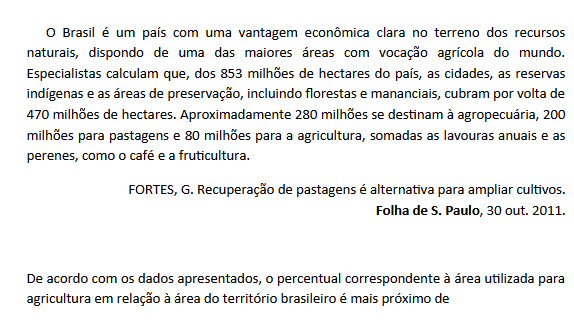 O Brasil é um país com uma vantagem econômica clara no terreno dos recursos
naturais, dispondo de uma das maiores áreas com vocação agrícola do mundo.
Especialistas calculam que, dos 853 milhões de hectares do país, as cidades, as reservas
indígenas e as áreas de preservação, incluindo florestas e mananciais, cubram por volta de
470 milhões de hectares. Aproximadamente 280 milhões se destinam à agropecuária, 200
milhões para pastagens e 80 milhões para a agricultura, somadas as lavouras anuais e as
perenes, como o café e a fruticultura.
FORTES, G. Recuperação de pastagens é alternativa para ampliar cultivos.
Folha de S. Paulo, 30 out. 2011.
De acordo com os dados apresentados, o percentual correspondente à área utilizada para
agricultura em relação à área do território brasileiro é mais próximo de